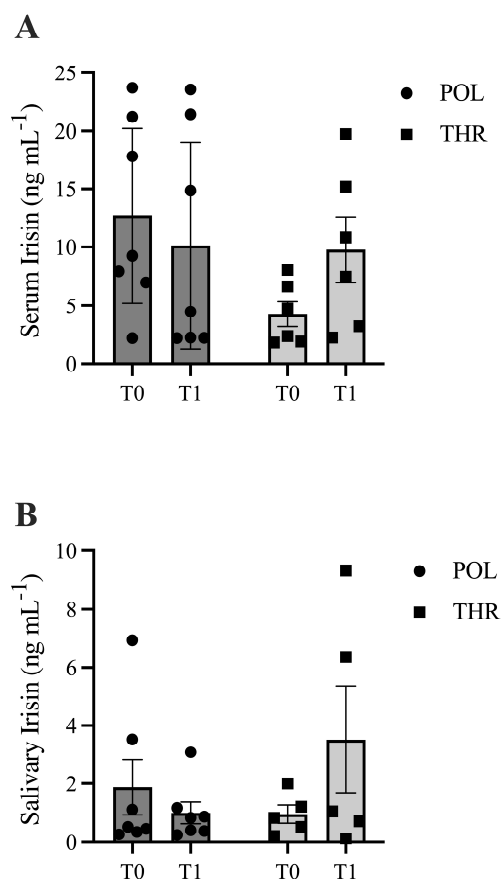 A
Serum Irisin (ng mL⁻¹)
25
20
15
10
5
0
T0 T1 T0 T1
POL
THR
B
Salivary Irisin (ng mL⁻¹)
10
8
6
4
2
0
T0 T1 T0 T1
POL
THR